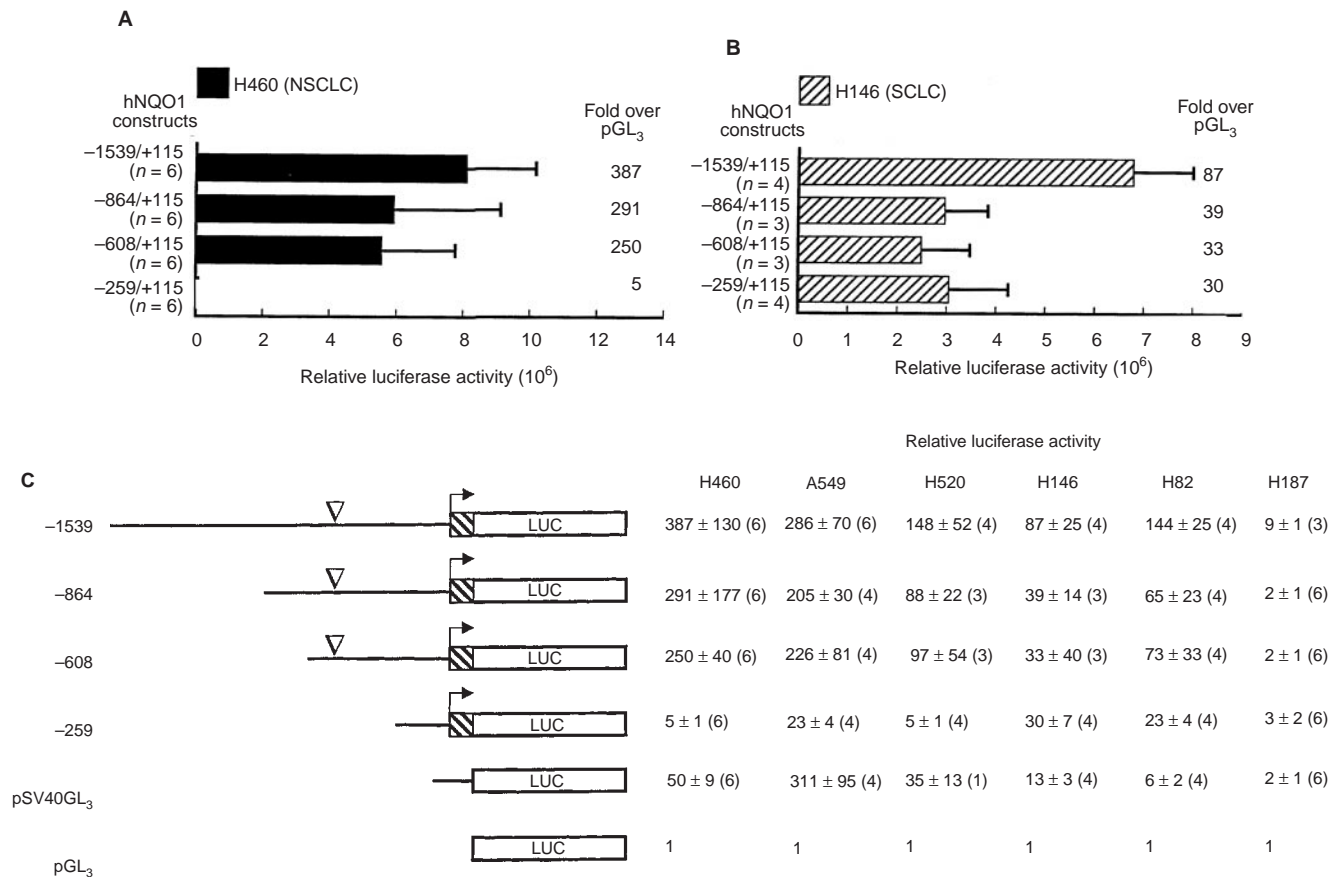 A
H460 (NSCLC)
hNQO1
constructs
Fold over
pGL3
–1539/+115
(n = 6)
387
–864/+115
(n = 6)
291
–608/+115
(n = 6)
250
–259/+115
(n = 6)
5
0 2 4 6 8 10 12 14
Relative luciferase activity (10^6)
B
H146 (SCLC)
hNQO1
constructs
Fold over
pGL3
–1539/+115
(n = 4)
87
–864/+115
(n = 3)
39
–608/+115
(n = 3)
33
–259/+115
(n = 4)
30
0 1 2 3 4 5 6 7 8 9
Relative luciferase activity (10^6)
C
Relative luciferase activity
H460 A549 H520 H146 H82 H187
–1539 LUC 387 ± 130 (6) 286 ± 70 (6) 148 ± 52 (4) 87 ± 25 (4) 144 ± 25 (4) 9 ± 1 (3)
–864 LUC 291 ± 177 (6) 205 ± 30 (4) 88 ± 22 (3) 39 ± 14 (3) 65 ± 23 (4) 2 ± 1 (6)
–608 LUC 250 ± 40 (6) 226 ± 81 (4) 97 ± 54 (3) 33 ± 40 (3) 73 ± 33 (4) 2 ± 1 (6)
–259 LUC 5 ± 1 (6) 23 ± 4 (4) 5 ± 1 (4) 30 ± 7 (4) 23 ± 4 (4) 3 ± 2 (6)
pSV40GL3 LUC 50 ± 9 (6) 311 ± 95 (4) 35 ± 13 (1) 13 ± 3 (4) 6 ± 2 (4) 2 ± 1 (6)
pGL3 LUC 1 1 1 1 1 1